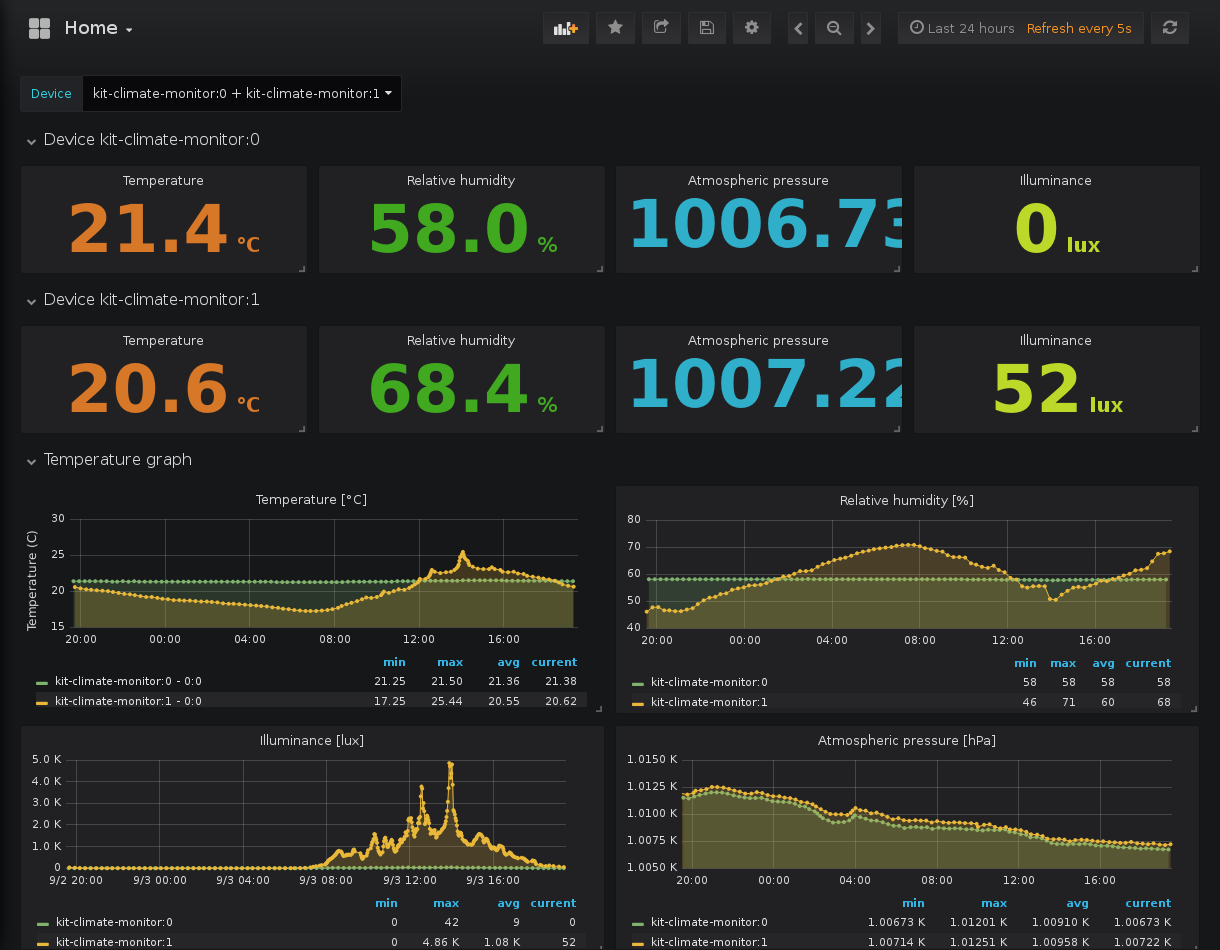 Home
Last 24 hours Refresh every 5s
Device kit-climate-monitor:0 + kit-climate-monitor:1
Device kit-climate-monitor:0
Temperature Relative humidity Atmospheric pressure Illuminance
21.4 °C 58.0 % 1006.73 0 lux
Device kit-climate-monitor:1
Temperature Relative humidity Atmospheric pressure Illuminance
20.6 °C 68.4 % 1007.22 52 lux
Temperature graph
Temperature [°C]
Temperature (C)
30
25
20
15
20:00 00:00 04:00 08:00 12:00 16:00
min max avg current
kit-climate-monitor:0 - 0:0 21.25 21.50 21.36 21.38
kit-climate-monitor:1 - 0:0 17.25 25.44 20.55 20.62
Relative humidity [%]
80
70
60
50
40
20:00 00:00 04:00 08:00 12:00 16:00
min max avg current
kit-climate-monitor:0 58 58 58 58
kit-climate-monitor:1 46 71 60 68
Illuminance [lux]
5.0 K
4.0 K
3.0 K
2.0 K
1.0 K
0
9/2 20:00 9/3 00:00 9/3 04:00 9/3 08:00 9/3 12:00 9/3 16:00
min max avg current
kit-climate-monitor:0 0 42 9 0
kit-climate-monitor:1 0 4.86 K 1.08 K 52
Atmospheric pressure [hPa]
1.0150 K
1.0125 K
1.0100 K
1.0075 K
1.0050 K
20:00 00:00 04:00 08:00 12:00 16:00
min max avg current
kit-climate-monitor:0 1.00673 K 1.01201 K 1.00910 K 1.00673 K
kit-climate-monitor:1 1.00714 K 1.01251 K 1.00958 K 1.00722 K